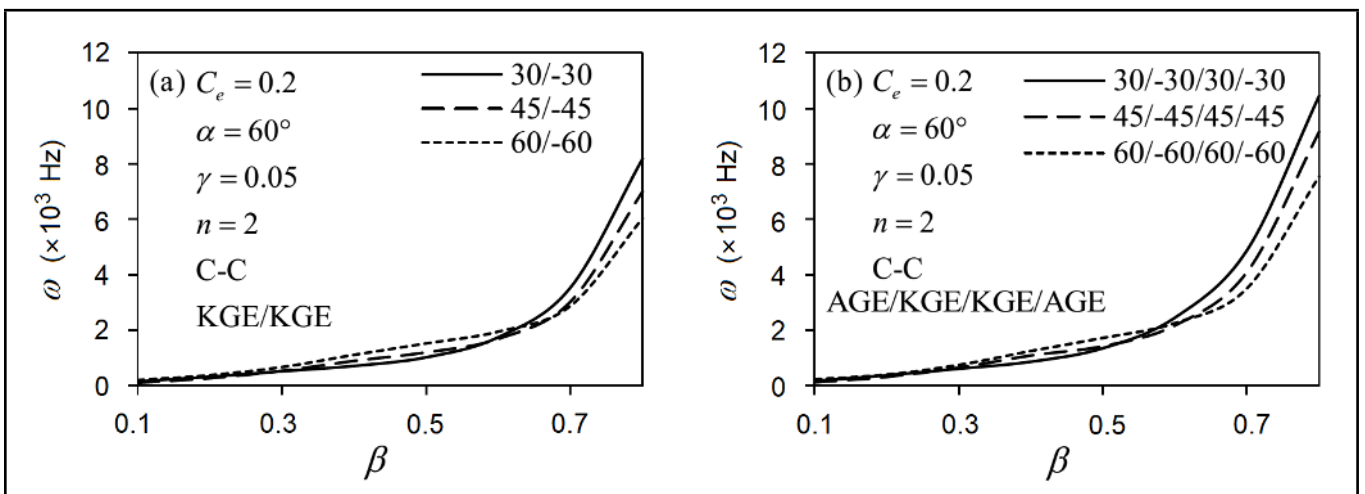 (a) C_e = 0.2
α = 60°
γ = 0.05
n = 2
C-C
KGE/KGE
30/-30
45/-45
60/-60
12
10
8
6
4
2
0
ω (×10³ Hz)
0.1 0.3 0.5 0.7
β
(b) C_e = 0.2
α = 60°
γ = 0.05
n = 2
C-C
AGE/KGE/KGE/AGE
30/-30/30/-30
45/-45/45/-45
60/-60/60/-60
12
10
8
6
4
2
0
ω (×10³ Hz)
0.1 0.3 0.5 0.7
β